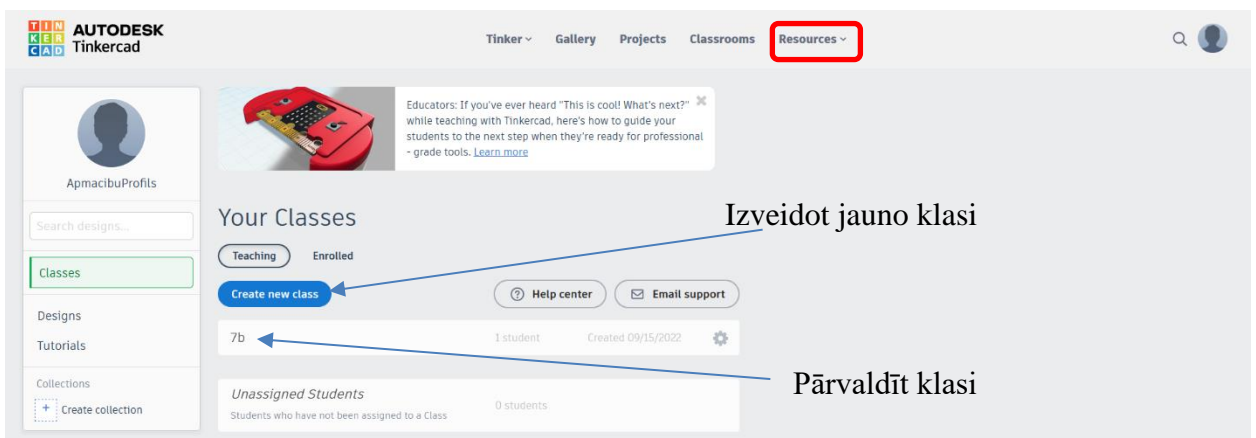 TINKERCAD
AUTODESK
Tinkercad
Tinker Gallery Projects Classrooms Resources
ApmacibuProfils
Search designs...
Classes
Designs
Tutorials
Collections
+ Create collection
Educators: If you've ever heard "This is cool! What's next?"
while teaching with Tinkercad, here's how to guide your
students to the next step when they're ready for professional
- grade tools. Learn more
Your Classes
Izveidot jauno klasi
Teaching Enrolled
Create new class Help center Email support
7b 1 student Created 09/15/2022
Pārvaldīt klasi
Unassigned Students 0 students
Students who have not been assigned to a Class